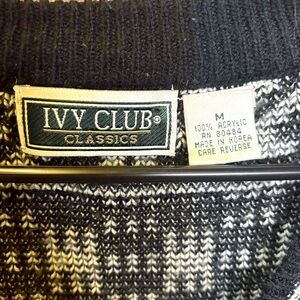 IVY CLUB®
CLASSICS
M
100% ACRYLIC
RN 80484
MADE IN KOREA
CARE REVERSE